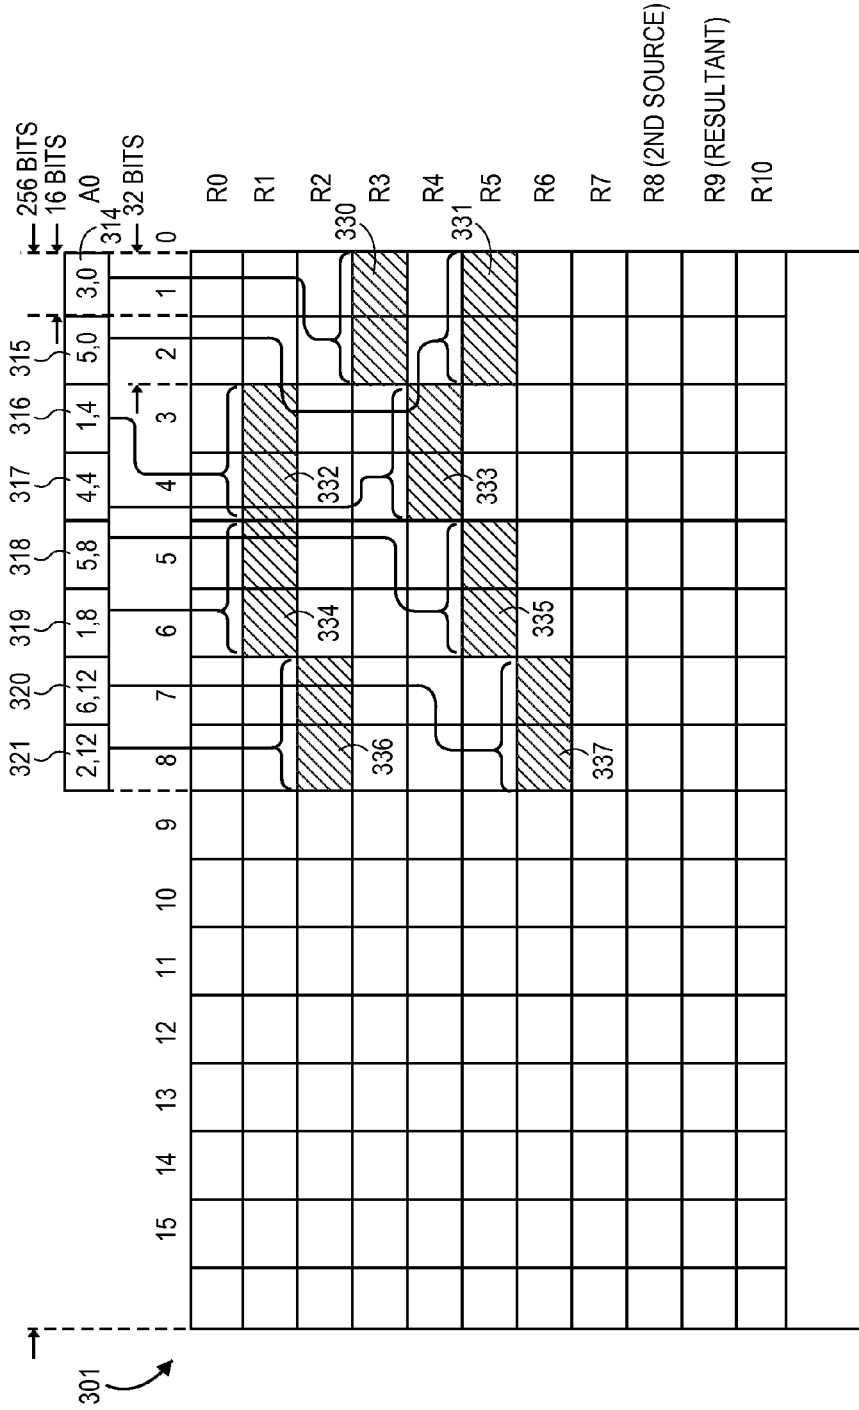 256 BITS
16 BITS
A0
314
32 BITS
321 320 319 318 317 316 315
2,12 6,12 1,8 5,8 4,4 1,4 5,0 3,0
15 14 13 12 11 10 9 8 7 6 5 4 3 2 1 0
R0
R1
R2
R3
R4
R5
R6
R7
R8 (2ND SOURCE)
R9 (RESULTANT)
R10
330
331
332
333
334
335
336
337
301